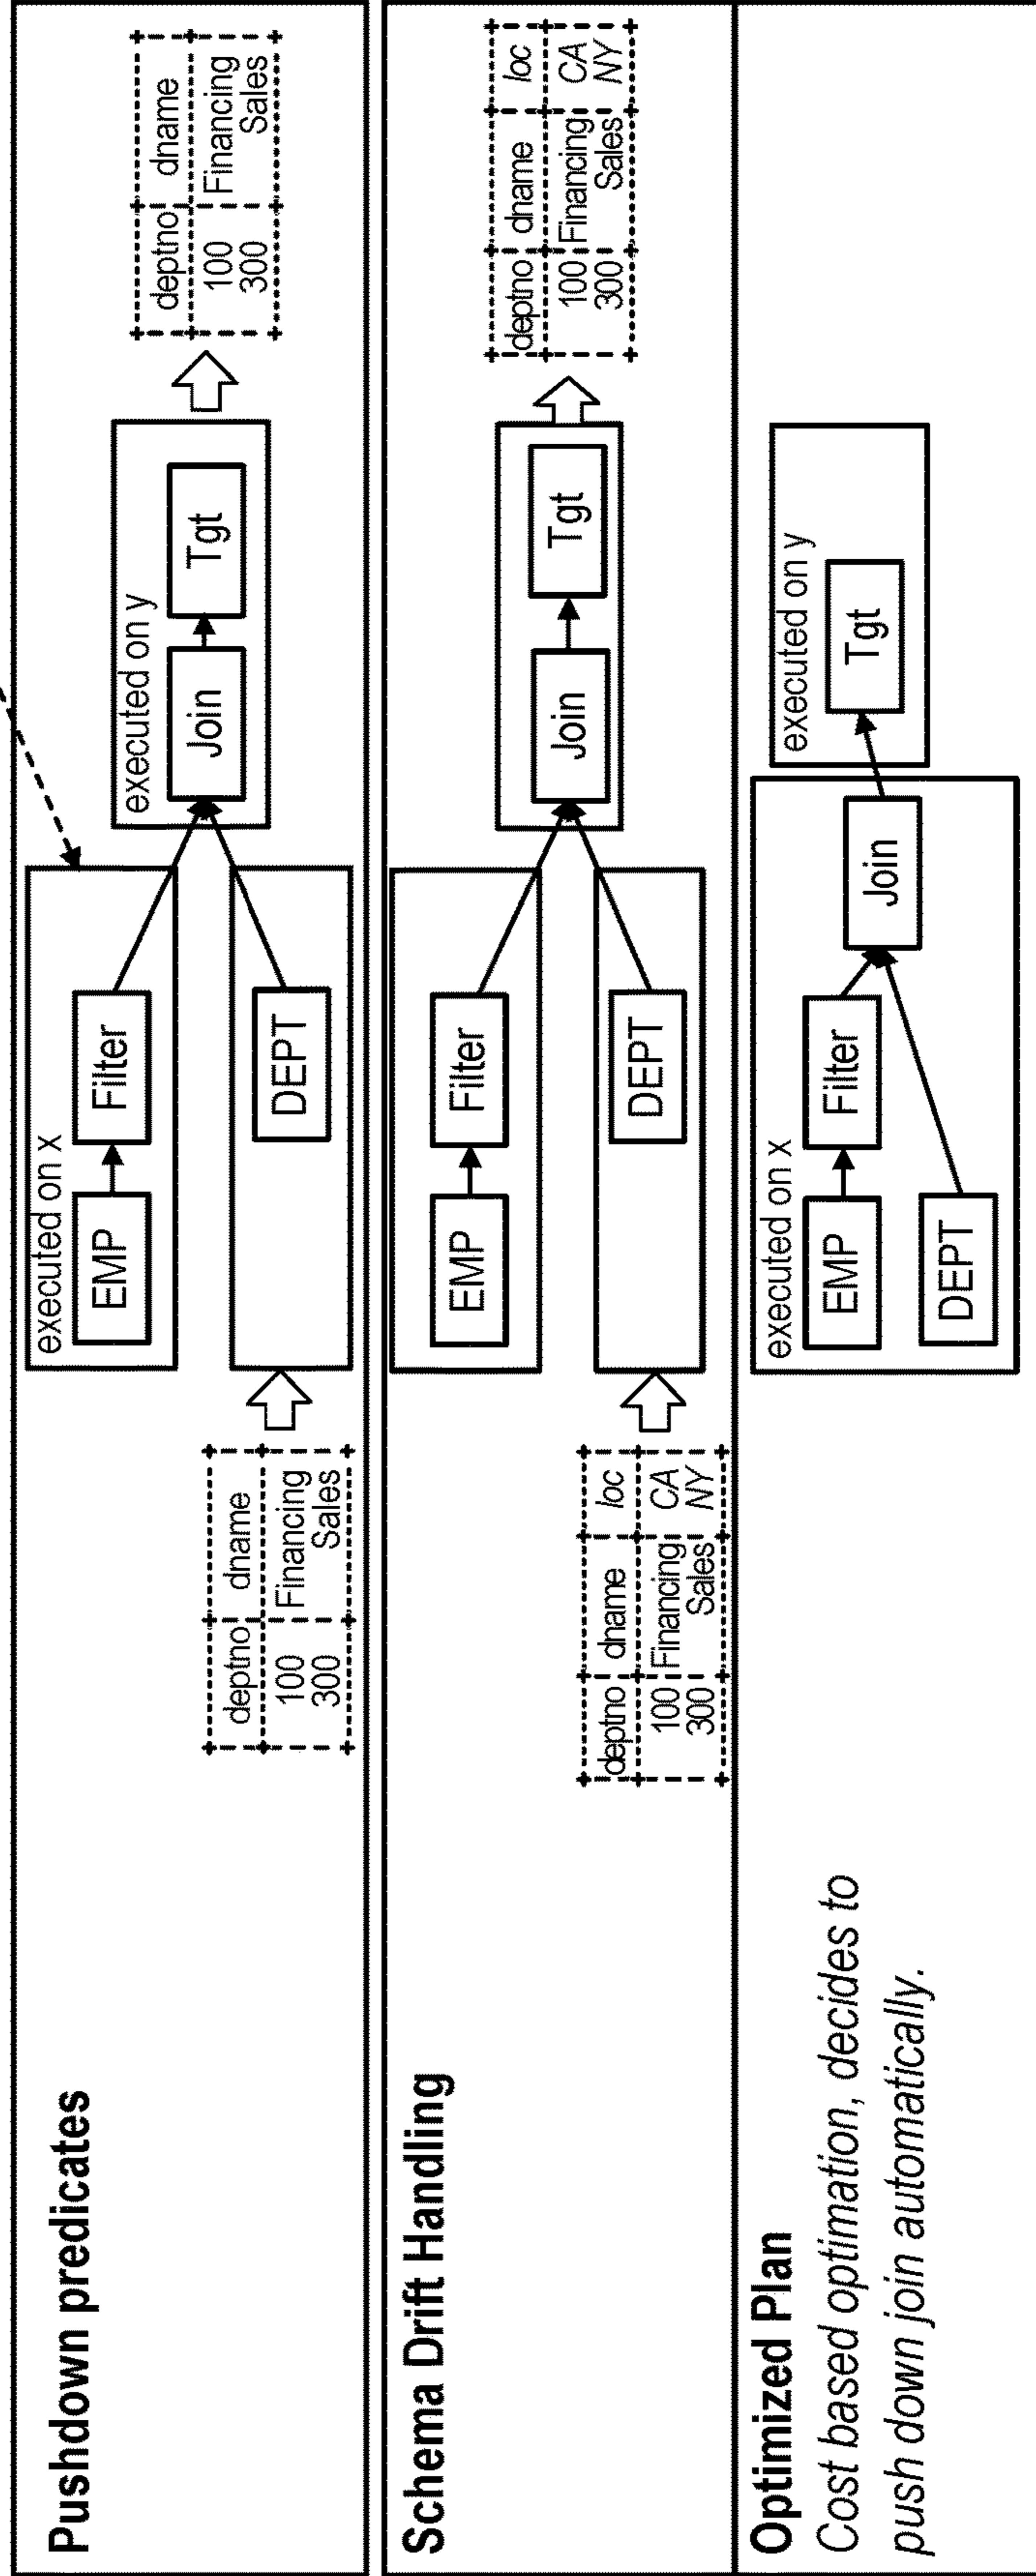 Pushdown predicates
deptno dname
100 Financing
300 Sales
executed on x
EMP
Filter
DEPT
executed on y
Join
Tgt
deptno dname
100 Financing
300 Sales
Schema Drift Handling
deptno dname loc
100 Financing CA
300 Sales NY
EMP
Filter
DEPT
Join
Tgt
deptno dname loc
100 Financing CA
300 Sales NY
Optimized Plan
Cost based optimation, decides to
push down join automatically.
executed on x
EMP
Filter
DEPT
Join
executed on y
Tgt